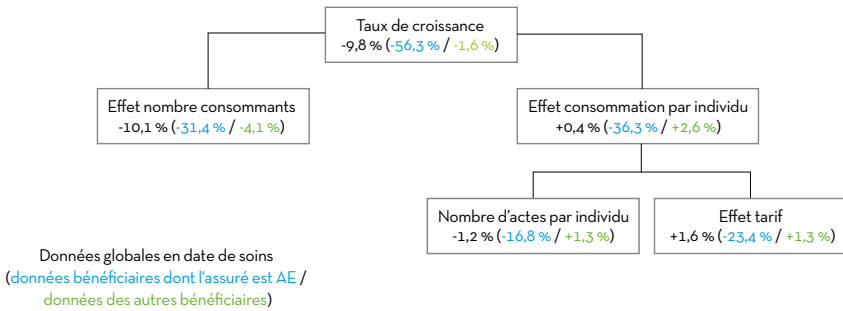 Taux de croissance
-9,8 % (-56,3 % / -1,6 %)
Effet nombre consommants
-10,1 % (-31,4 % / -4,1 %)
Effet consommation par individu
+0,4 % (-36,3 % / +2,6 %)
Nombre d'actes par individu
-1,2 % (-16,8 % / +1,3 %)
Effet tarif
+1,6 % (-23,4 % / +1,3 %)
Données globales en date de soins
(données bénéficiaires dont l'assuré est AE /
données des autres bénéficiaires)